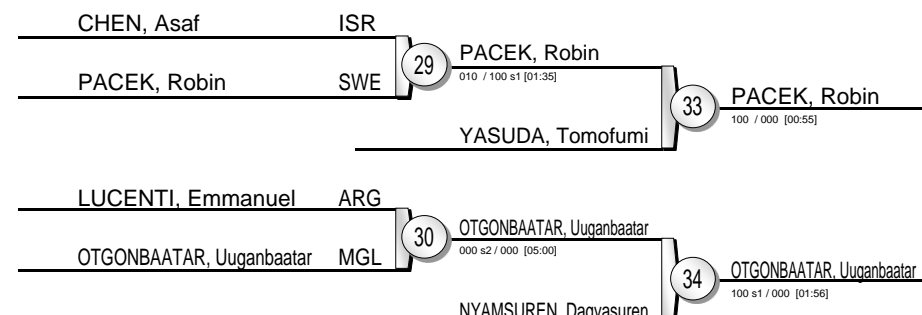 CHEN, Asaf ISR
PACEK, Robin SWE
29
PACEK, Robin
010 / 100 s1 [01:35]
YASUDA, Tomofumi
33
PACEK, Robin
100 / 000 [00:55]
LUCENTI, Emmanuel ARG
OTGONBAATAR, Uuganbaatar MGL
30
OTGONBAATAR, Uuganbaatar
000 s2 / 000 [05:00]
NYAMSUREN, Dagvasuren
34
OTGONBAATAR, Uuganbaatar
100 s1 / 000 [01:56]